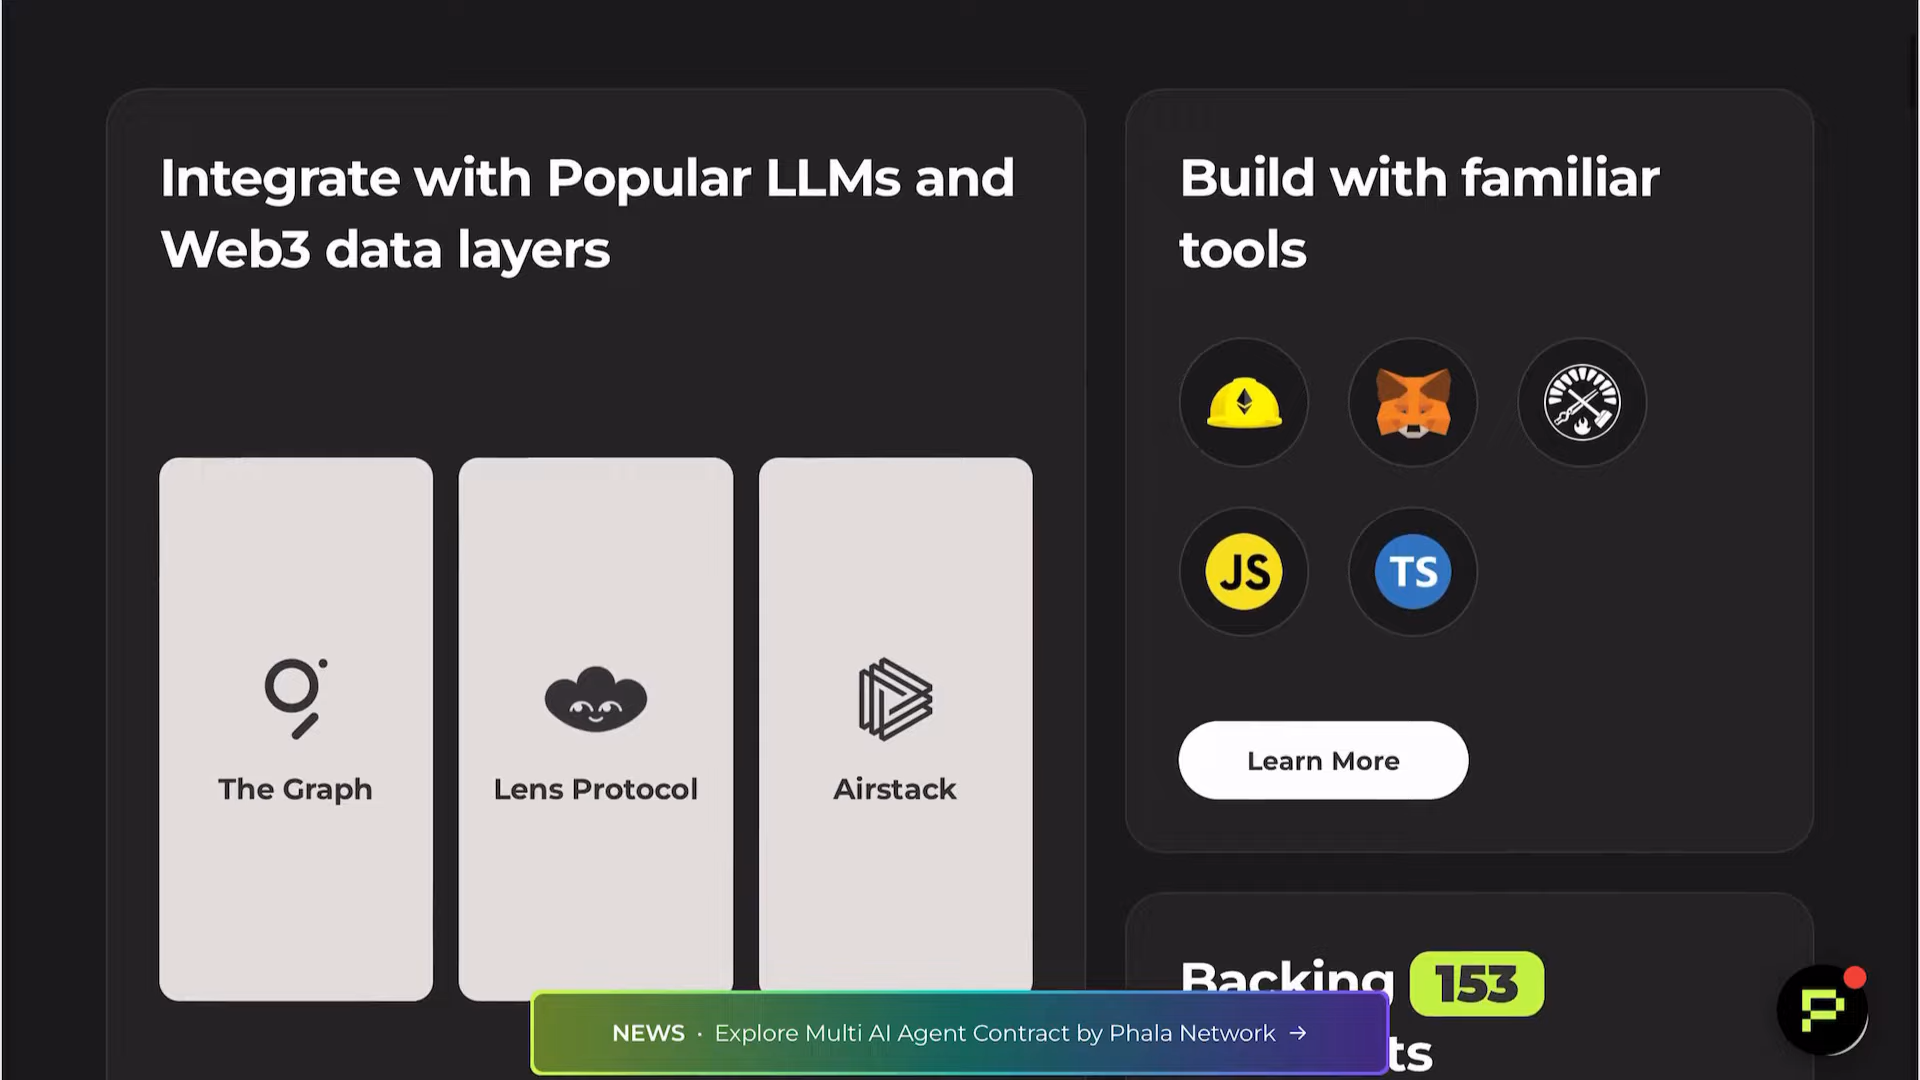 Integrate with Popular LLMs and
Web3 data layers
The Graph
Lens Protocol
Airstack
Build with familiar
tools
JS
TS
Learn More
Backing 153
ts
NEWS · Explore Multi AI Agent Contract by Phala Network →